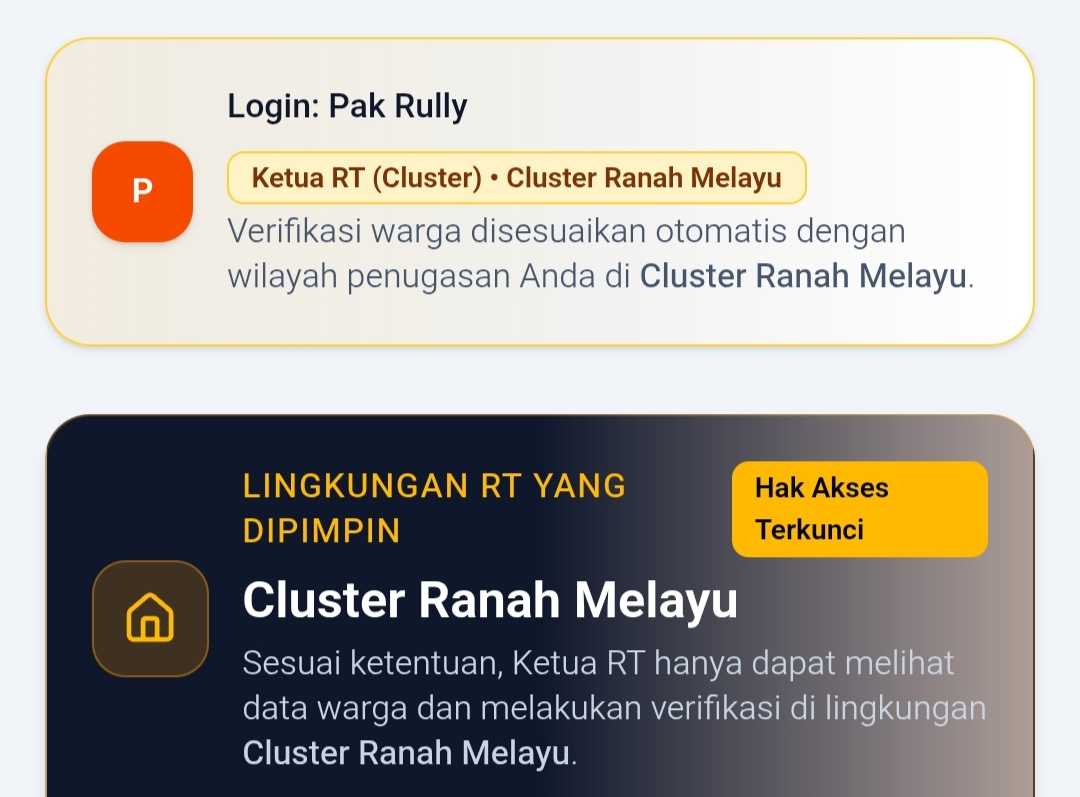 Login: Pak Rully
P
Ketua RT (Cluster) • Cluster Ranah Melayu
Verifikasi warga disesuaikan otomatis dengan
wilayah penugasan Anda di Cluster Ranah Melayu.
LINGKUNGAN RT YANG
DIPIMPIN
Hak Akses
Terkunci
Cluster Ranah Melayu
Sesuai ketentuan, Ketua RT hanya dapat melihat
data warga dan melakukan verifikasi di lingkungan
Cluster Ranah Melayu.